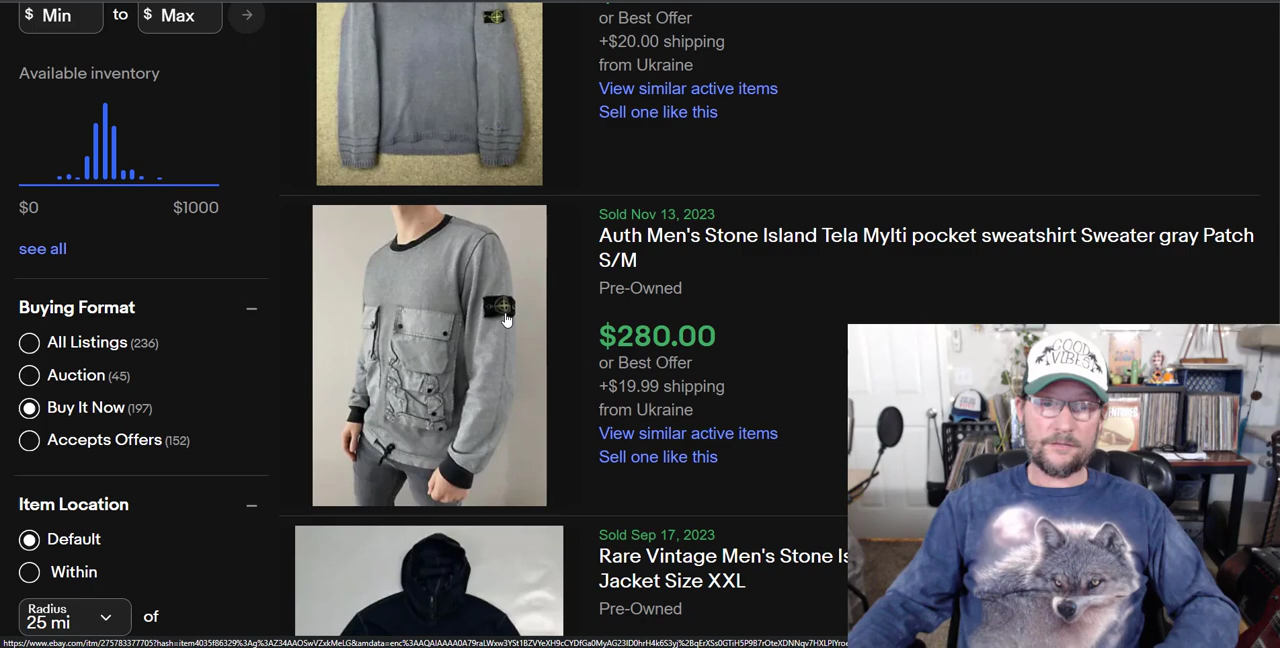 $ Min to $ Max
Available inventory
$0 $1000
see all
Buying Format
All Listings (236)
Auction (45)
Buy It Now (197)
Accepts Offers (152)
Item Location
Default
Within
Radius
25 mi of
or Best Offer
+$20.00 shipping
from Ukraine
View similar active items
Sell one like this
Sold Nov 13, 2023
Auth Men's Stone Island Tela Mylti pocket sweatshirt Sweater gray Patch
S/M
Pre-Owned
$280.00
or Best Offer
+$19.99 shipping
from Ukraine
View similar active items
Sell one like this
Sold Sep 17, 2023
Rare Vintage Men's Stone Is
Jacket Size XXL
Pre-Owned
GOOD
VIBES